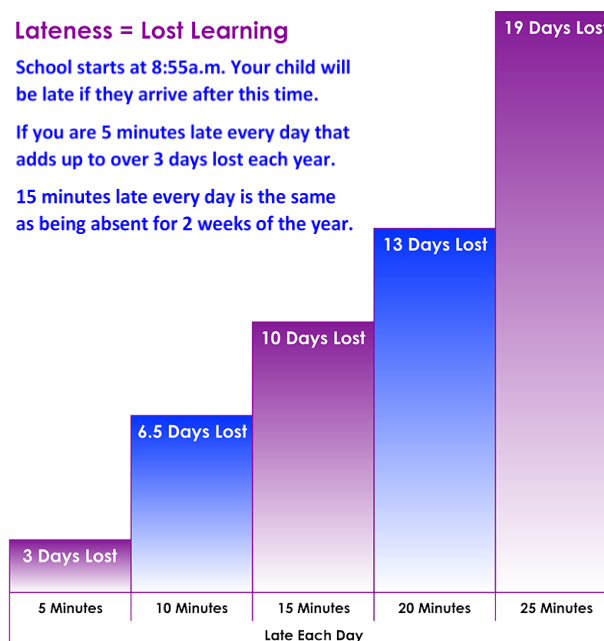 Lateness = Lost Learning
School starts at 8:55a.m. Your child will
be late if they arrive after this time.
If you are 5 minutes late every day that
adds up to over 3 days lost each year.
15 minutes late every day is the same
as being absent for 2 weeks of the year.
19 Days Lost
13 Days Lost
10 Days Lost
6.5 Days Lost
3 Days Lost
5 Minutes 10 Minutes 15 Minutes 20 Minutes 25 Minutes
Late Each Day